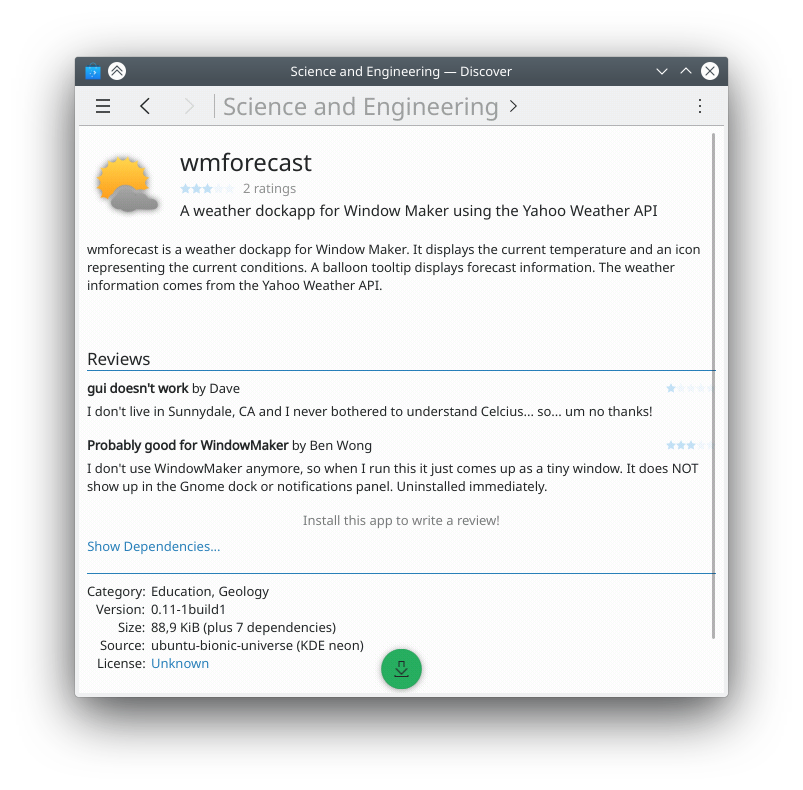 Science and Engineering — Discover
Science and Engineering
wmforecast
2 ratings
A weather dockapp for Window Maker using the Yahoo Weather API
wmforecast is a weather dockapp for Window Maker. It displays the current temperature and an icon
representing the current conditions. A balloon tooltip displays forecast information. The weather
information comes from the Yahoo Weather API.
Reviews
gui doesn't work by Dave
I don't live in Sunnydale, CA and I never bothered to understand Celcius... so... um no thanks!
Probably good for WindowMaker by Ben Wong
I don't use WindowMaker anymore, so when I run this it just comes up as a tiny window. It does NOT
show up in the Gnome dock or notifications panel. Uninstalled immediately.
Install this app to write a review!
Show Dependencies...
Category: Education, Geology
Version: 0.11-1build1
Size: 88,9 KiB (plus 7 dependencies)
Source: ubuntu-bionic-universe (KDE neon)
License: Unknown